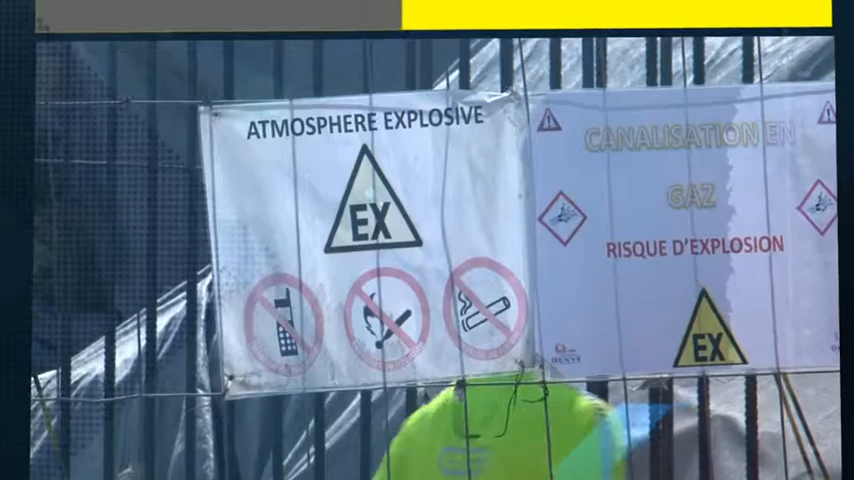 ATMOSPHERE EXPLOSIVE
EX
CANALISATION EN
GAZ
RISQUE D'EXPLOSION
EX